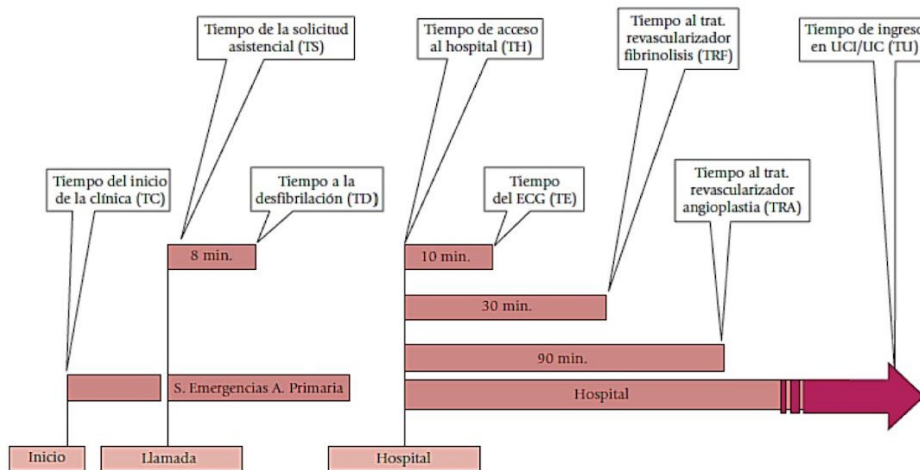 Tiempo de la solicitud
asistencial (TS)
Tiempo de acceso
al hospital (TH)
Tiempo al trat.
revascularizador
fibrinolisis (TRF)
Tiempo de ingreso
en UCI/UC (TU)
Tiempo del inicio
de la clínica (TC)
Tiempo a la
desfibrilación (TD)
Tiempo
del ECG (TE)
Tiempo al trat.
revascularizador
angioplastia (TRA)
8 min.
10 min.
30 min.
90 min.
S. Emergencias A. Primaria
Hospital
Inicio
Llamada
Hospital